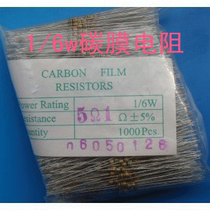 1/6w碳膜电阻
CARBON FILM
RESISTORS
Power Rating 1/6W
Resistance 5Ω1 Ω±5%
Quantity 1000Pcs
06050126